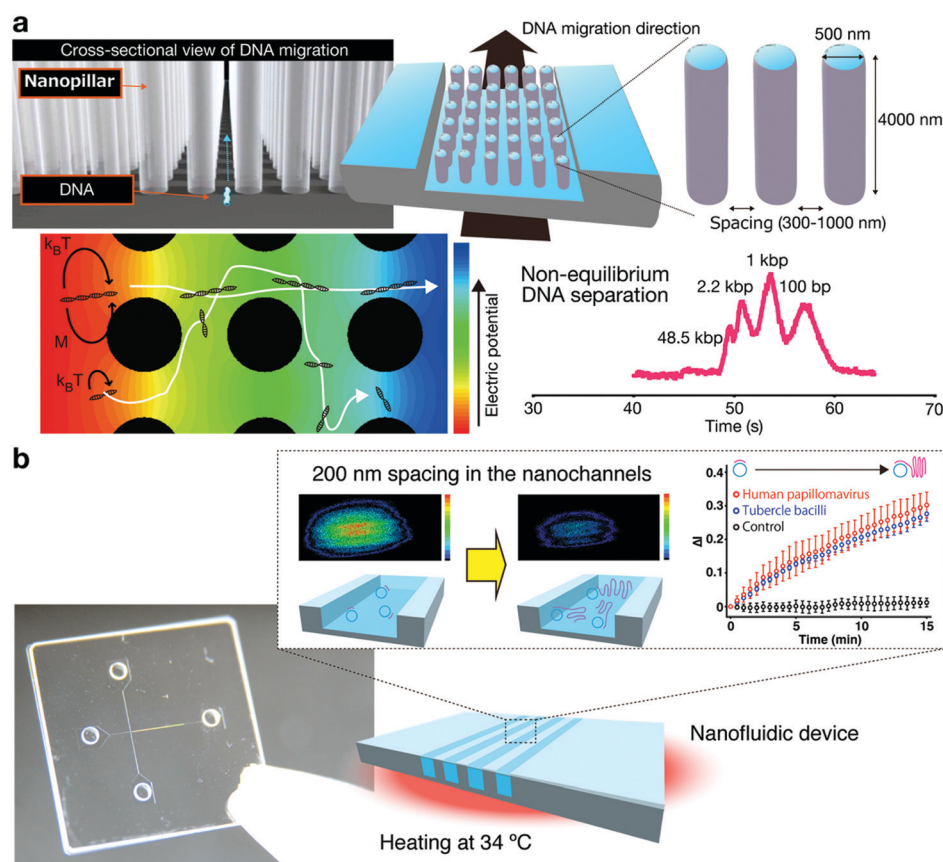 a
Cross-sectional view of DNA migration
Nanopillar
DNA
DNA migration direction
500 nm
4000 nm
Spacing (300-1000 nm)
kBT
M
kBT
Electric potential
Non-equilibrium
DNA separation
1 kbp
2.2 kbp
100 bp
48.5 kbp
30
40
50
60
70
Time (s)
b
200 nm spacing in the nanochannels
0.4
0.3
0.2
0.1
0
ΔI
Human papillomavirus
Tubercle bacilli
Control
0
5
10
15
Time (min)
Nanofluidic device
Heating at 34 ºC